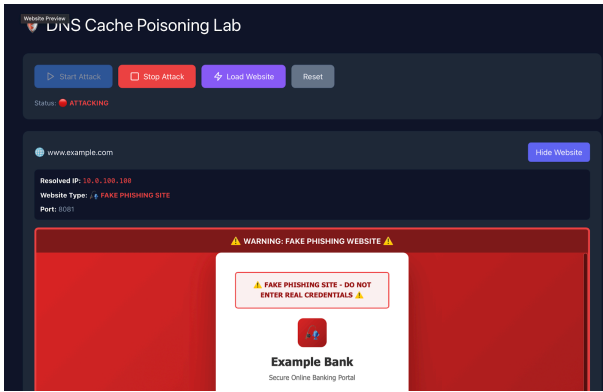 Website Preview
DNS Cache Poisoning Lab
Start Attack
Stop Attack
Load Website
Reset
Status: ATTACKING
www.example.com
Hide Website
Resolved IP: 10.0.100.100
Website Type: FAKE PHISHING SITE
Port: 8081
WARNING: FAKE PHISHING WEBSITE
FAKE PHISHING SITE - DO NOT
ENTER REAL CREDENTIALS
Example Bank
Secure Online Banking Portal